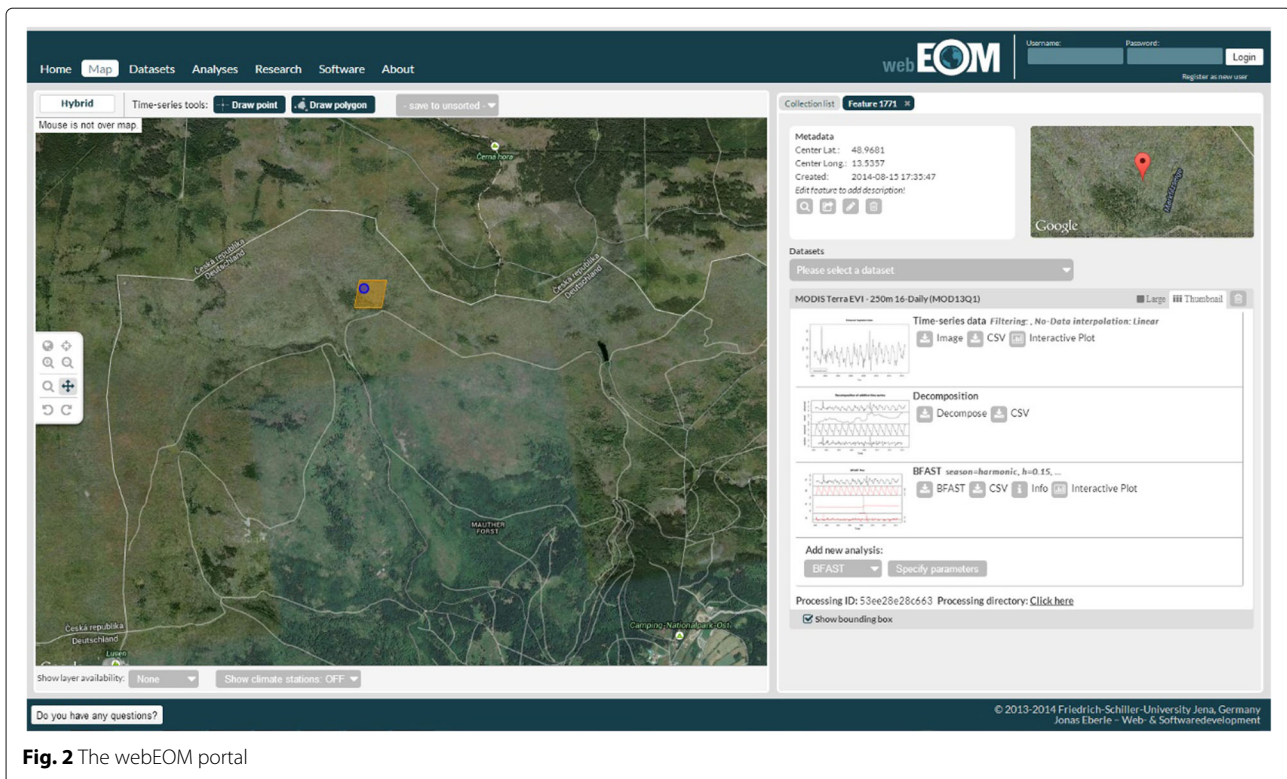 Home Map Datasets Analyses Research Software About
webEOM
Username: Password:
Login
Register as new user
Hybrid Time-series tools: Draw point Draw polygon - save to unsorted -
Mouse is not over map.
Černá hora
Česká republika
Deutschland
Česká republika
Deutschland
MAUTHER
FORST
Česká republika
Deutschland
Lusen
Camping-Nationalpark-Ost
Google
Show layer availability: None Show climate stations: OFF
Collection list Feature 1771 ×
Metadata
Center Lat.: 48.9681
Center Long.: 13.5357
Created: 2014-08-15 17:35:47
Edit feature to add description!
Google
Datasets
Please select a dataset
MODIS Terra EVI - 250m 16-Daily (MOD13Q1) Large Thumbnail
Time-series data Filtering: , No-Data interpolation: Linear
Image CSV Interactive Plot
Decomposition of additive time series
Decomposition
Decompose CSV
BFAST season=harmonic, h=0.15, ...
BFAST CSV Info Interactive Plot
Add new analysis:
BFAST Specify parameters
Processing ID: 53ee28e28c663 Processing directory: Click here
Show bounding box
Do you have any questions?
© 2013-2014 Friedrich-Schiller-University Jena, Germany
Jonas Eberle – Web- & Softwaredevelopment
Fig. 2 The webEOM portal